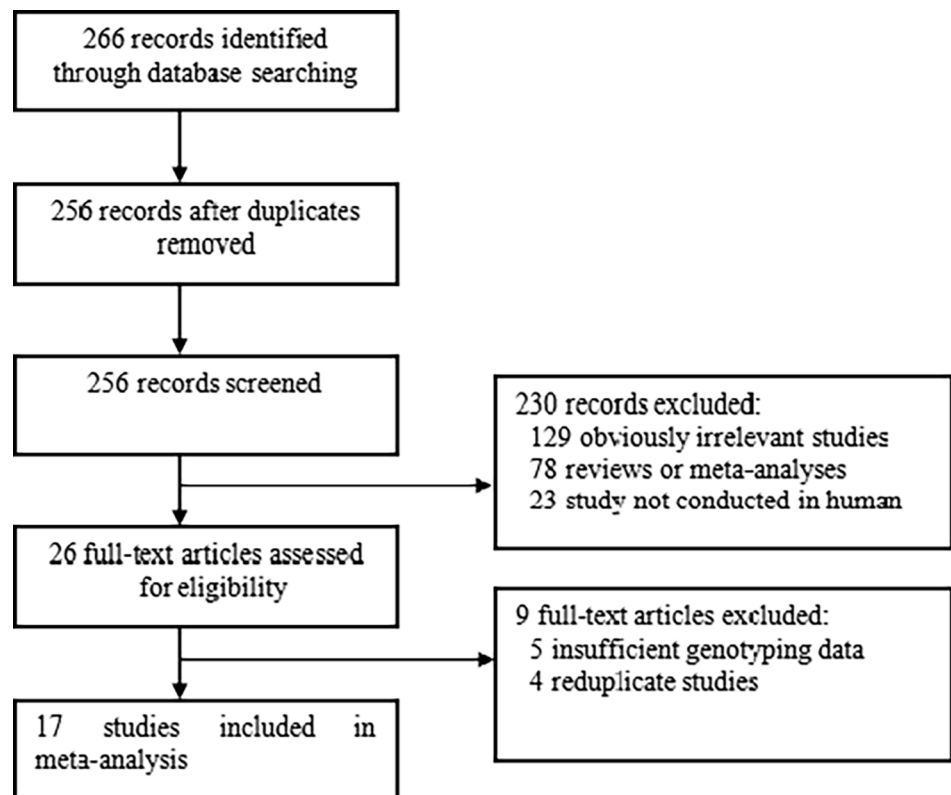 266 records identified
through database searching
256 records after duplicates
removed
256 records screened
230 records excluded:
129 obviously irrelevant studies
78 reviews or meta-analyses
23 study not conducted in human
26 full-text articles assessed
for eligibility
9 full-text articles excluded:
5 insufficient genotyping data
4 reduplicate studies
17 studies included in
meta-analysis